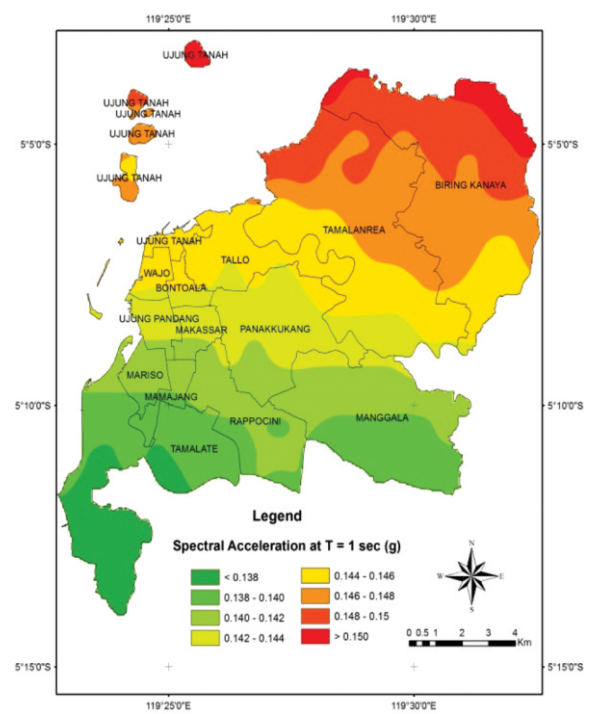 119°25'0"E 119°30'0"E
UJUNG TANAH
UJUNG TANAH
UJUNG TANAH
UJUNG TANAH
5°5'0"S 5°5'0"S
UJUNG TANAH
BIRING KANAYA
TAMALANREA
UJUNG TANAH
TALLO
WAJO
BONTOALA
UJUNG PANDANG
MAKASSAR PANAKKUKANG
MARISO
MAMAJANG
5°10'0"S 5°10'0"S
RAPPOCINI MANGGALA
TAMALATE
Legend
Spectral Acceleration at T = 1 sec (g)
< 0.138 0.144 - 0.146
0.138 - 0.140 0.146 - 0.148
0.140 - 0.142 0.148 - 0.15
0.142 - 0.144 > 0.150
N
W E
S
0 0.5 1 2 3 4
Km
5°15'0"S 5°15'0"S
119°25'0"E 119°30'0"E